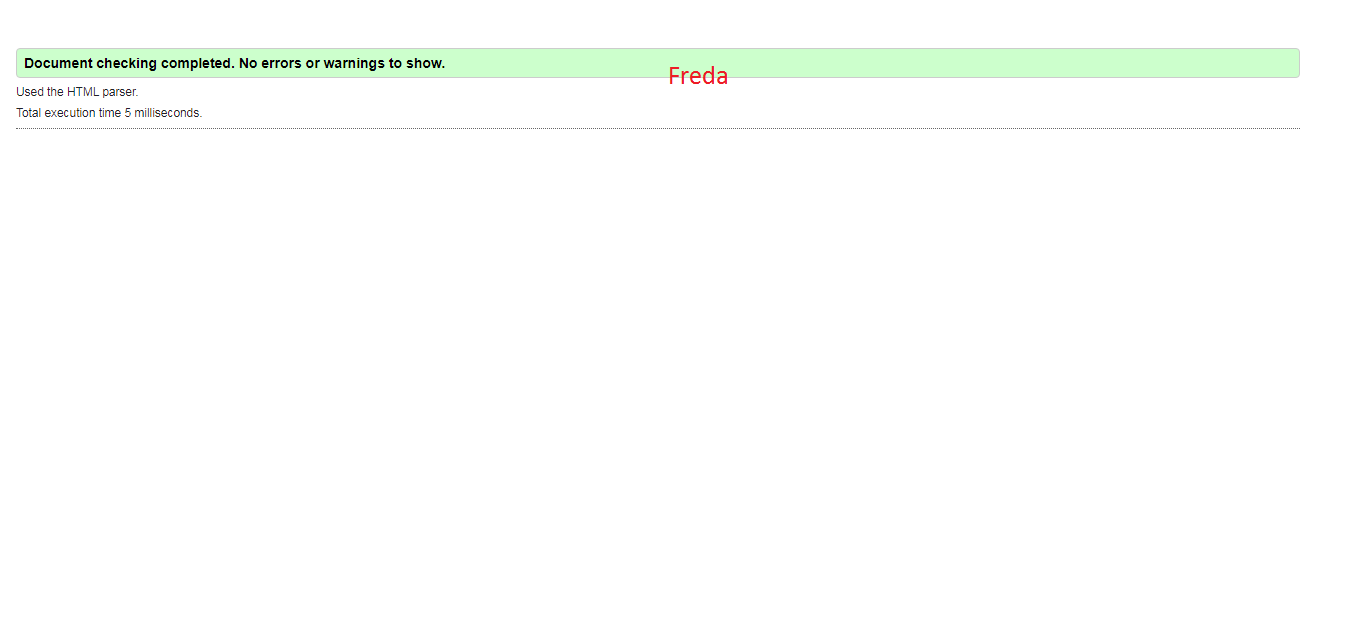 Document checking completed. No errors or warnings to show.
Freda
Used the HTML parser.
Total execution time 5 milliseconds.